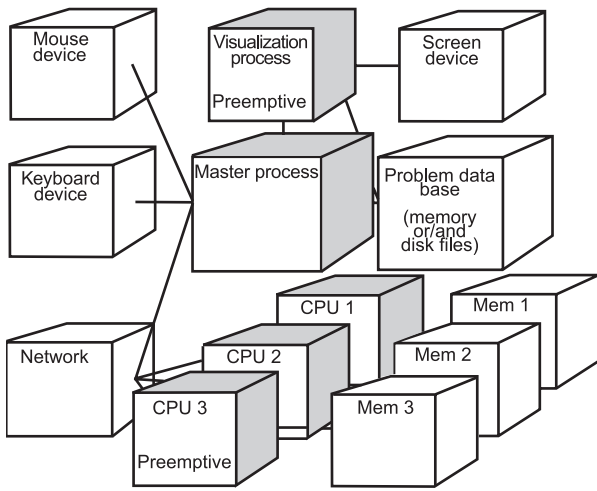 Mouse
device
Visualization
process
Preemptive
Screen
device
Keyboard
device
Master process
Problem data
base
(memory
or/and
disk files)
Network
CPU 1
CPU 2
CPU 3
Preemptive
Mem 1
Mem 2
Mem 3